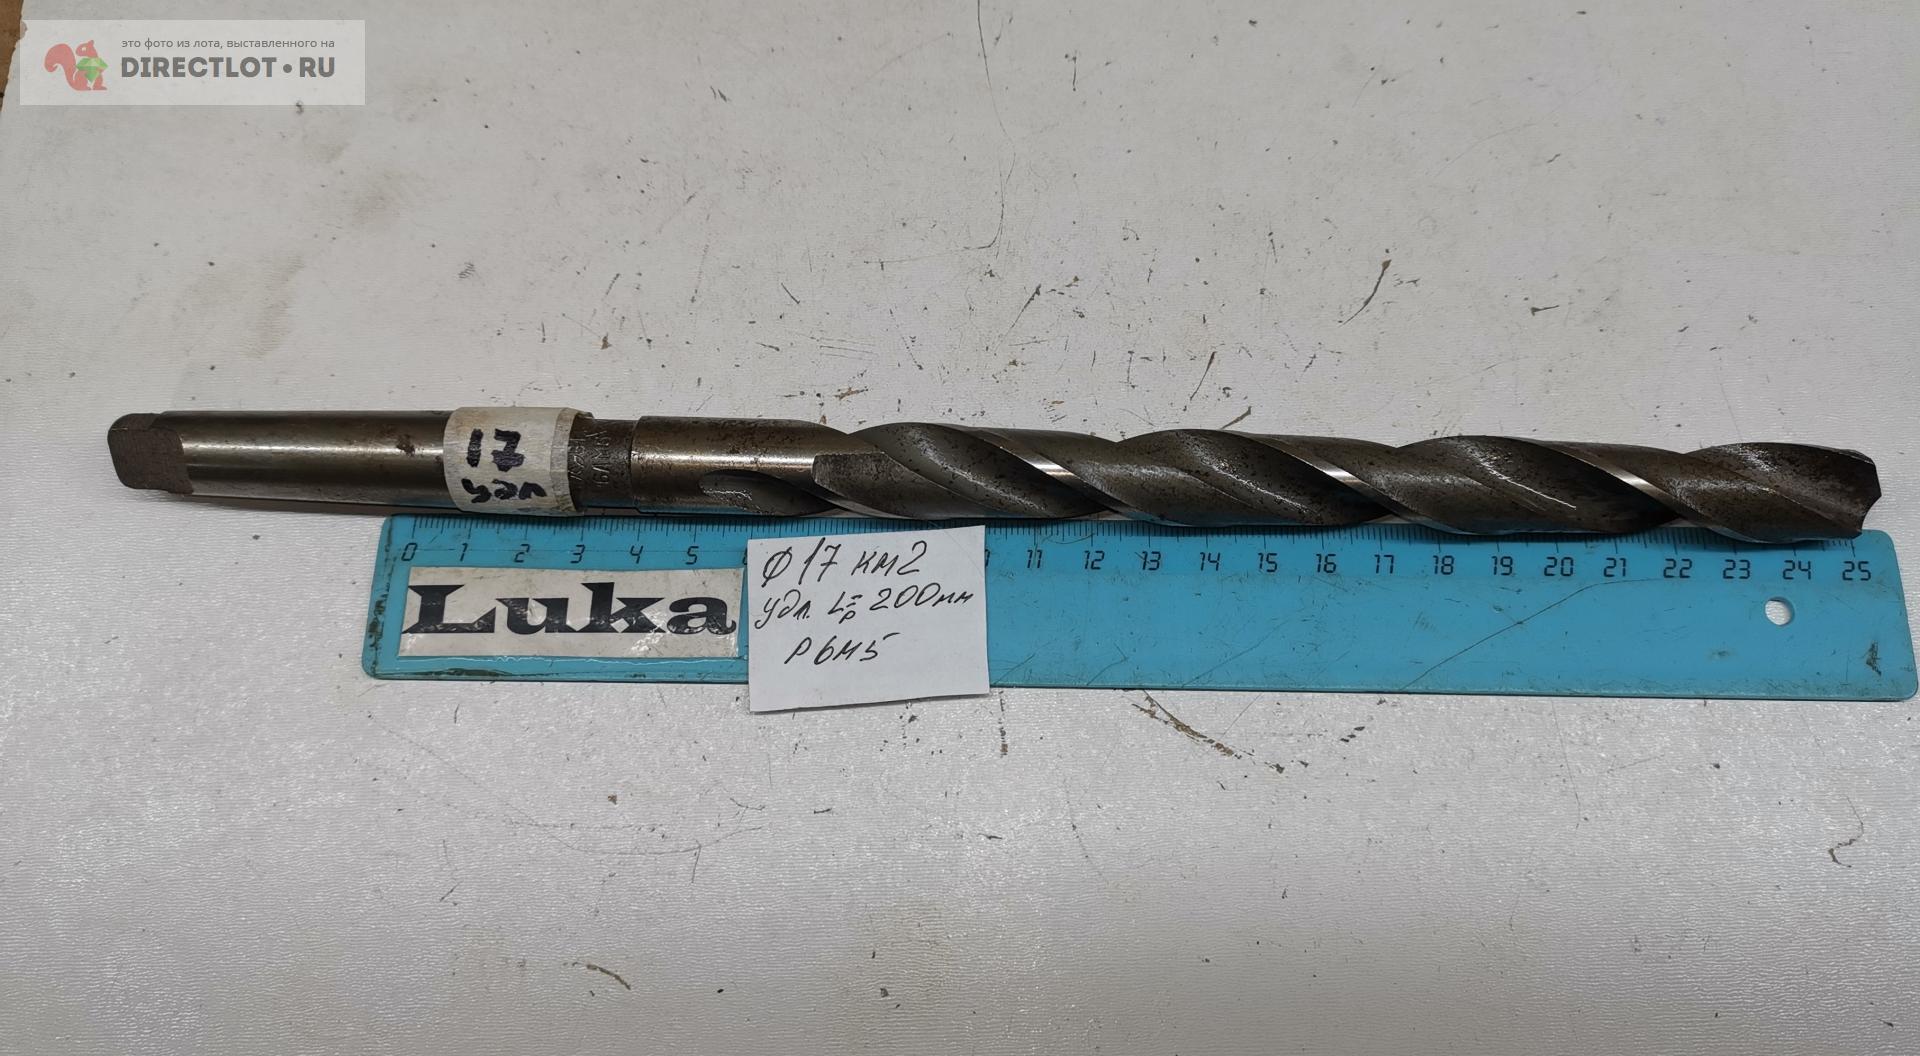 это фото из лота, выставленного на
DIRECTLOT•RU
17
удл
0 1 2 3 4 5 11 12 13 14 15 16 17 18 19 20 21 22 23 24 25
Luka
Ф 17 км2
удл. Lр= 200мм
Р6М5